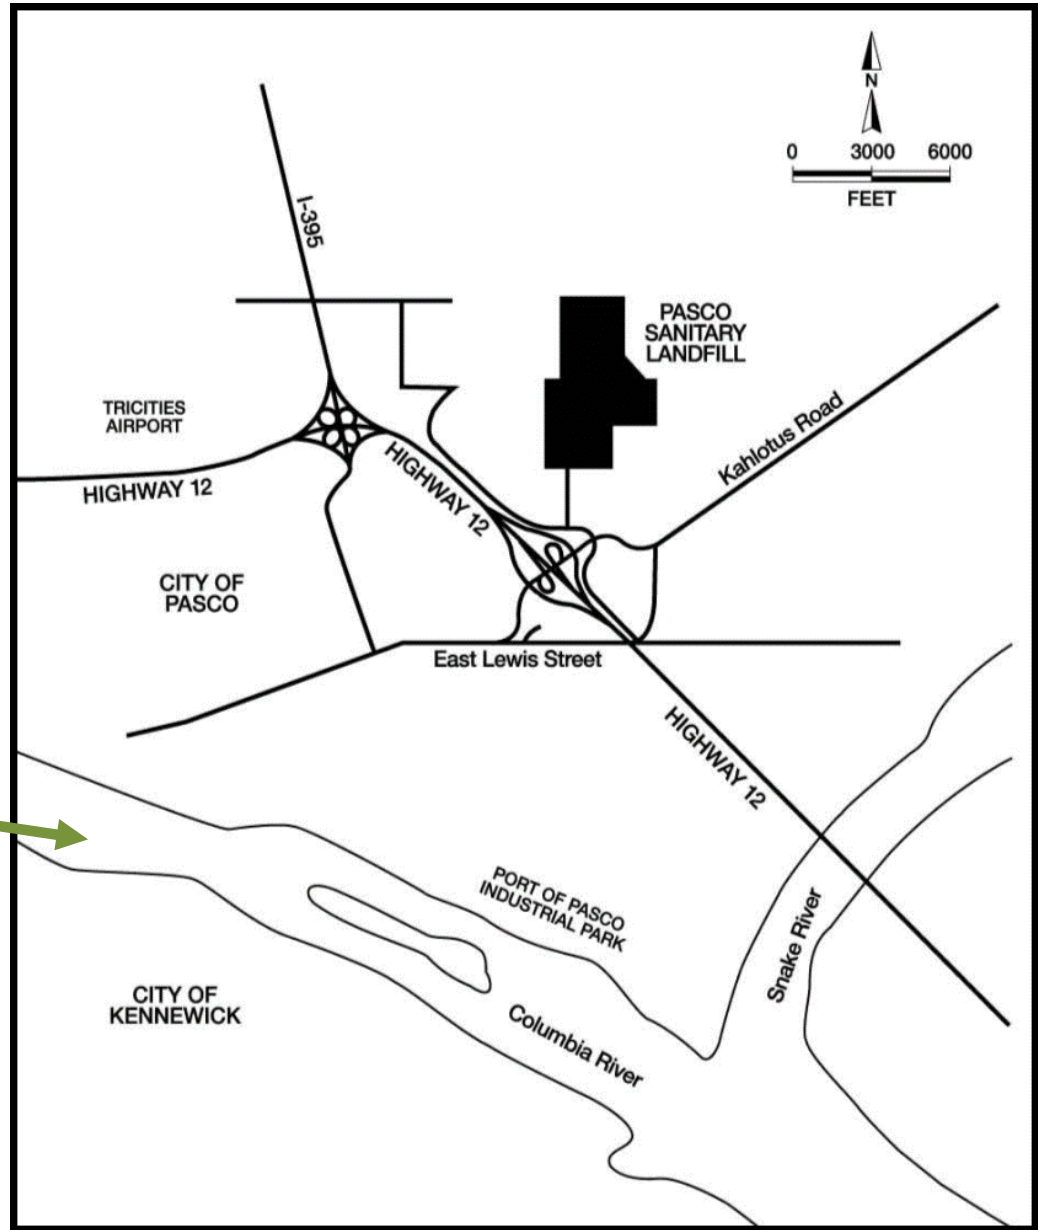 N
0 3000 6000
FEET
I-395
PASCO
SANITARY
LANDFILL
TRICITIES
AIRPORT
Kahlotus Road
HIGHWAY 12
HIGHWAY 12
CITY OF
PASCO
East Lewis Street
HIGHWAY 12
PORT OF PASCO
INDUSTRIAL PARK
Snake River
CITY OF
KENNEWICK
Columbia River